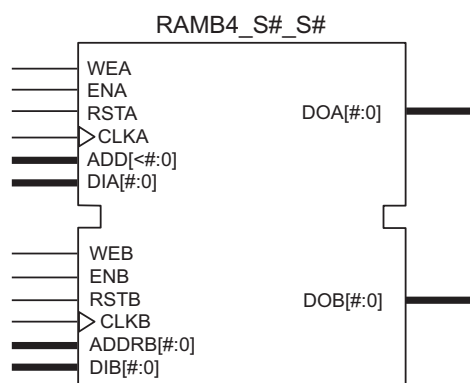 RAMB4_S#_S#
WEA
ENA
RSTA
CLKA
ADD[<#:0]
DIA[#:0]
DOA[#:0]
WEB
ENB
RSTB
CLKB
ADDRB[#:0]
DIB[#:0]
DOB[#:0]